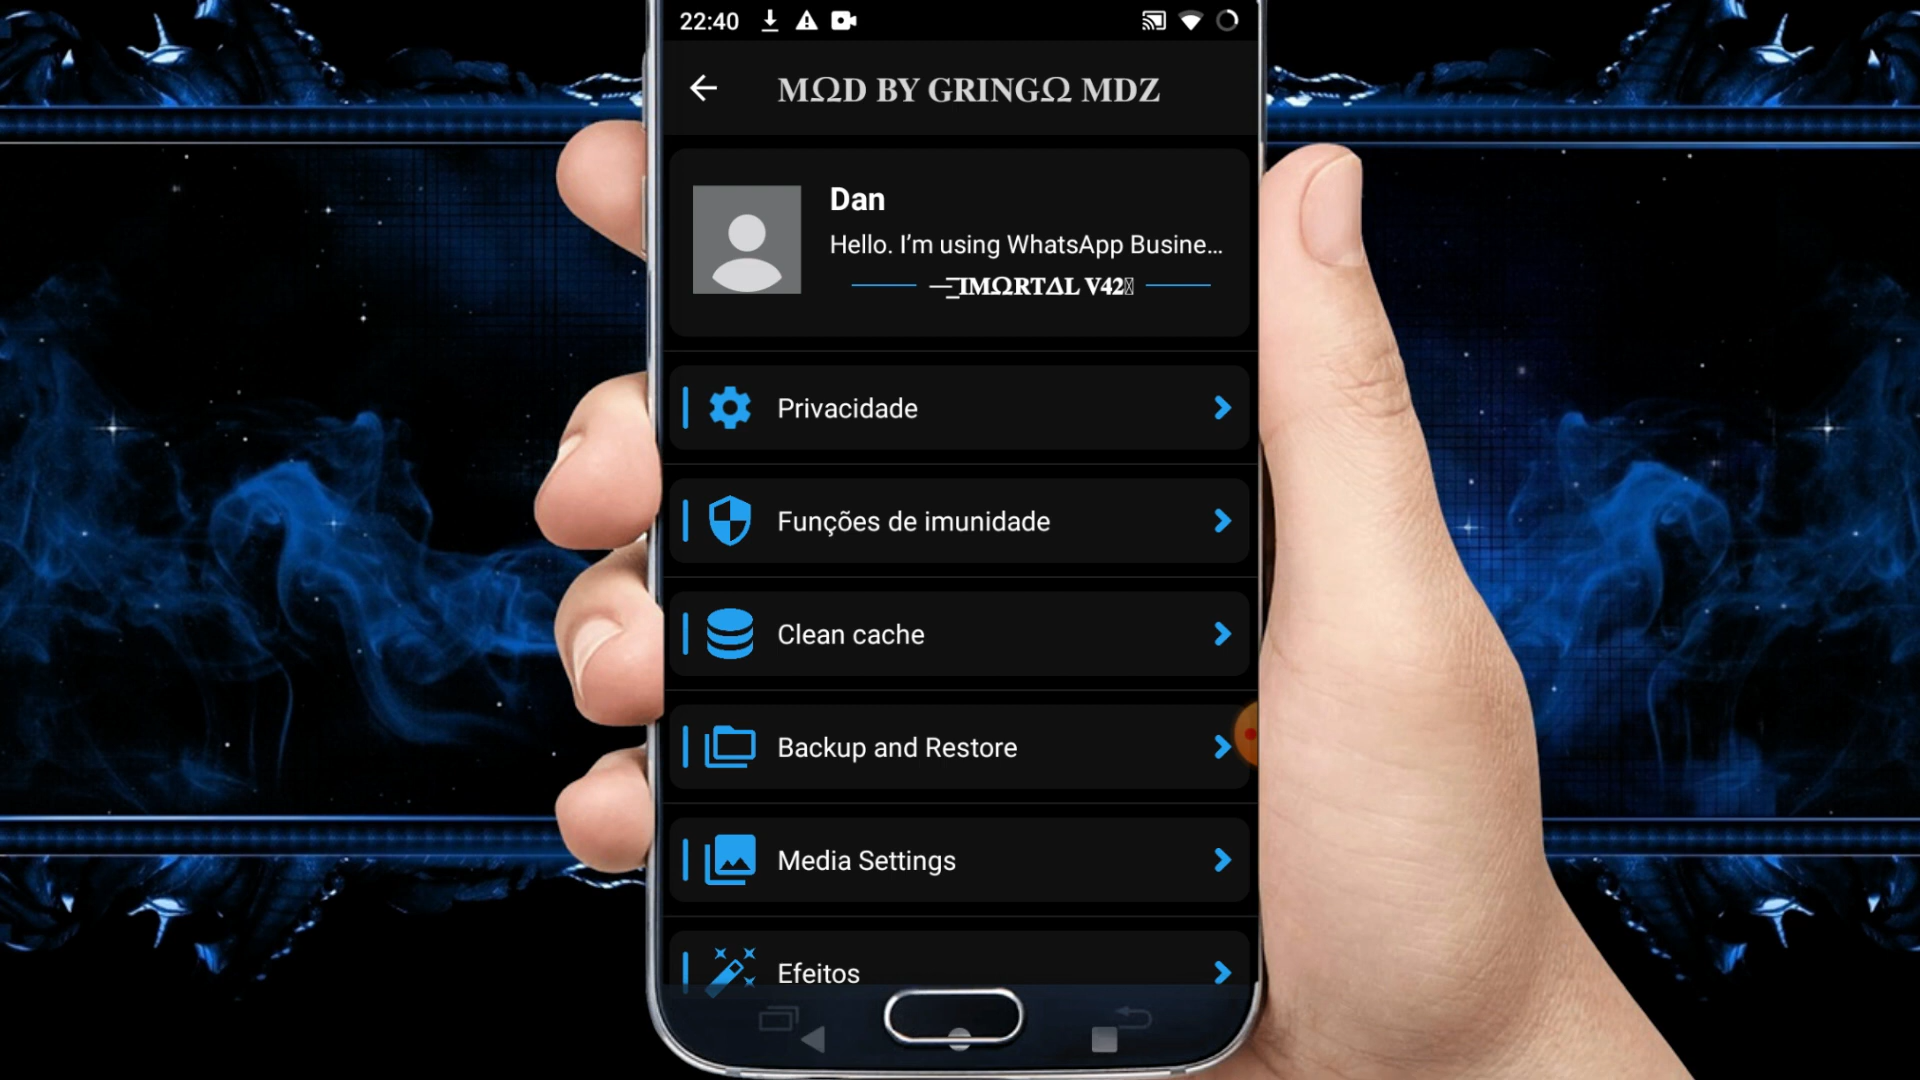 22:40
MΩD BY GRINGΩ MDZ
Dan
Hello. I’m using WhatsApp Busine...
—͟͞IMΩRTΔL V42
Privacidade
Funções de imunidade
Clean cache
Backup and Restore
Media Settings
Efeitos